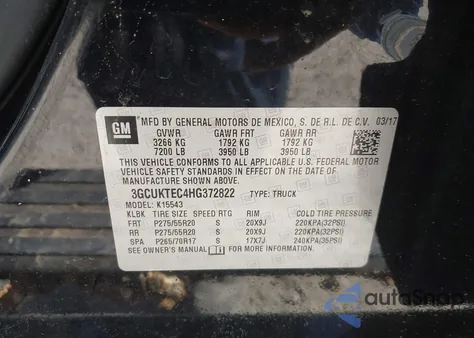 GM
MFD BY GENERAL MOTORS DE MEXICO, S. DE R.L. DE C.V. 03/17
GVWR GAWR FRT GAWR RR
3266 KG 1792 KG 1792 KG
7200 LB 3950 LB 3950 LB
THIS VEHICLE CONFORMS TO ALL APPLICABLE U.S. FEDERAL MOTOR
VEHICLE SAFETY STANDARDS IN EFFECT ON THE DATE OF
MANUFACTURE SHOWN ABOVE.
3GCUKTEC4HG372822 TYPE: TRUCK
MODEL: K15543
KLBK TIRE SIZE SPEED RTG RIM COLD TIRE PRESSURE
FRT P275/55R20 S 20X9J 220KPA(32PSI)
RR P275/55R20 S 20X9J 220KPA(32PSI)
SPA P265/70R17 S 17X7J 240KPA(35PSI)
SEE OWNER'S MANUAL FOR MORE INFORMATION.
autoSnap